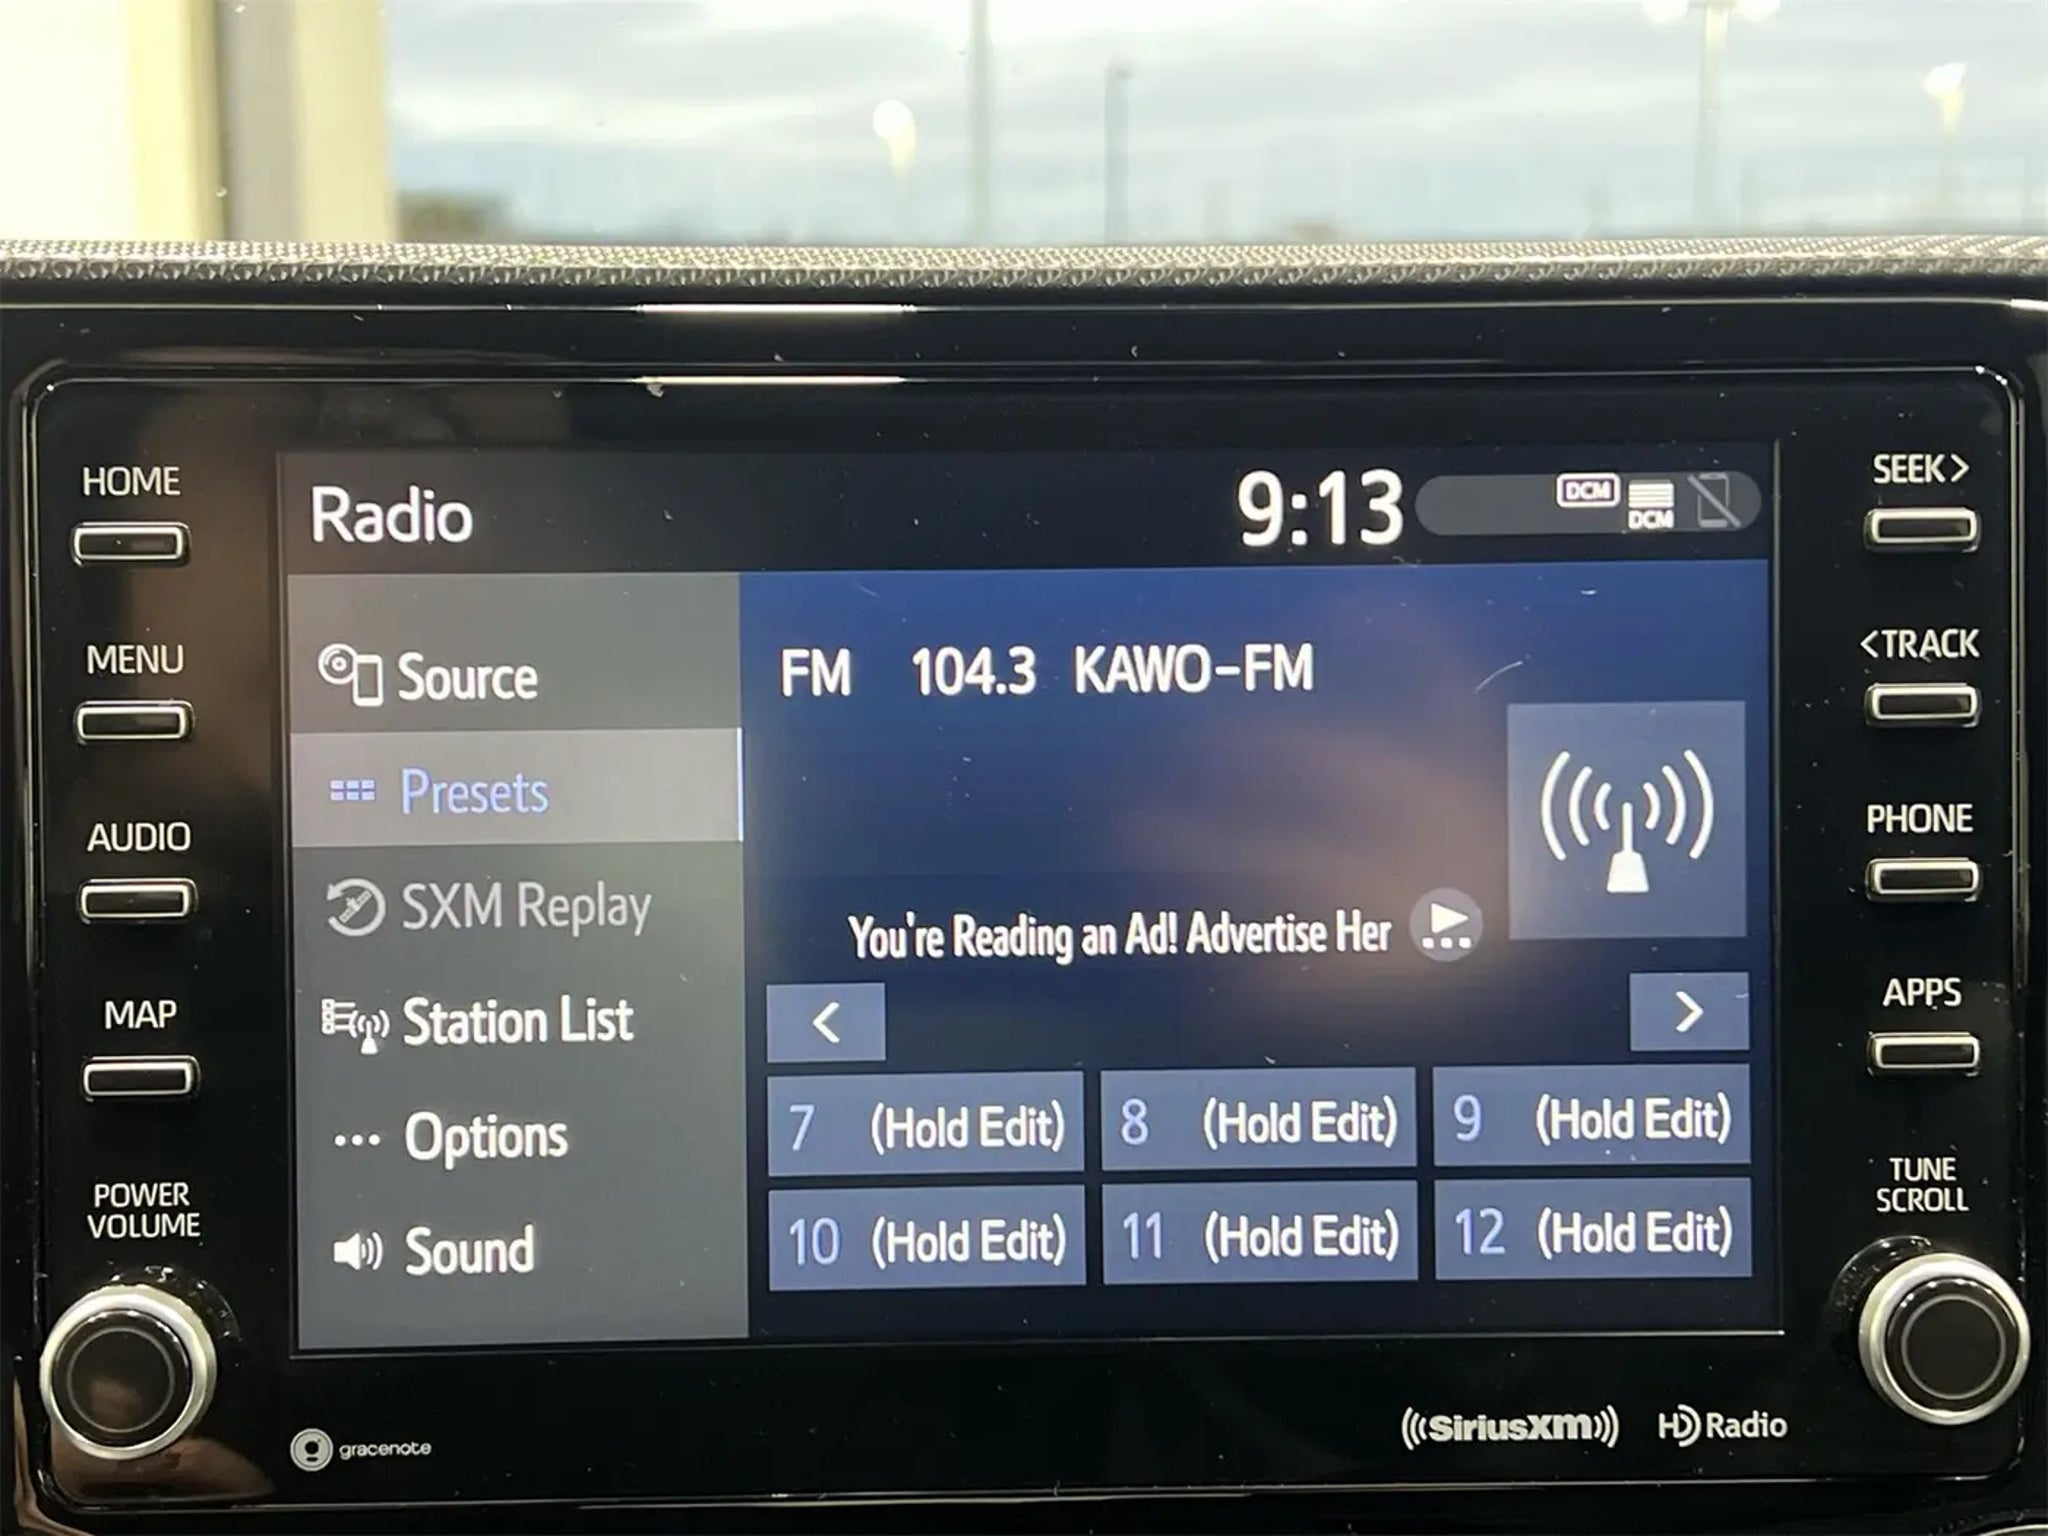 HOME
MENU
AUDIO
MAP
POWER
VOLUME
Radio
9:13
DCM
DCM
Source
Presets
SXM Replay
Station List
Options
Sound
FM 104.3 KAWO-FM
You're Reading an Ad! Advertise Her
<
>
7 (Hold Edit)
8 (Hold Edit)
9 (Hold Edit)
10 (Hold Edit)
11 (Hold Edit)
12 (Hold Edit)
SEEK>
<TRACK
PHONE
APPS
TUNE
SCROLL
gracenote
SiriusXM
HD Radio